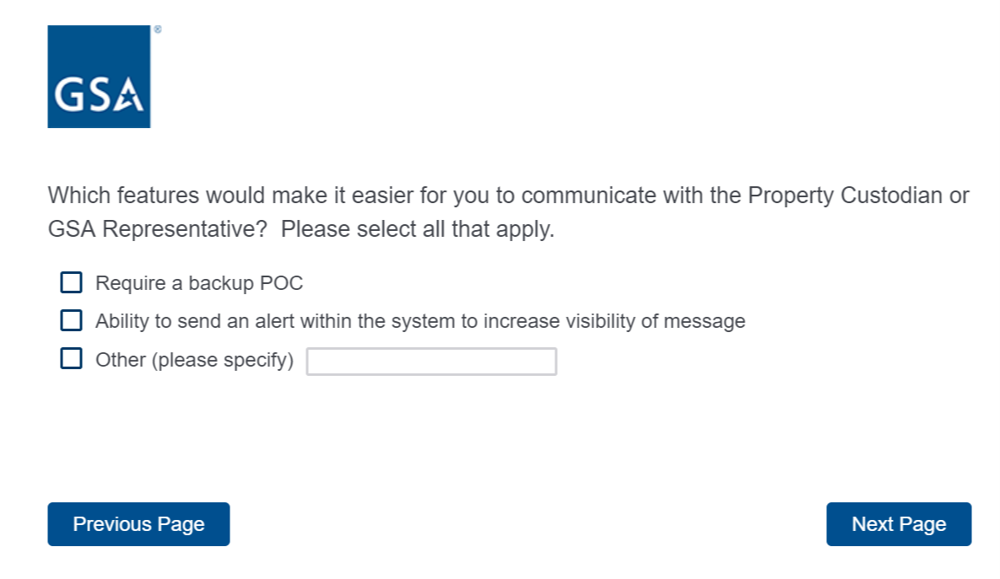 GSA
®
Which features would make it easier for you to communicate with the Property Custodian or
GSA Representative?  Please select all that apply.
Require a backup POC
Ability to send an alert within the system to increase visibility of message
Other (please specify)
Previous Page
Next Page